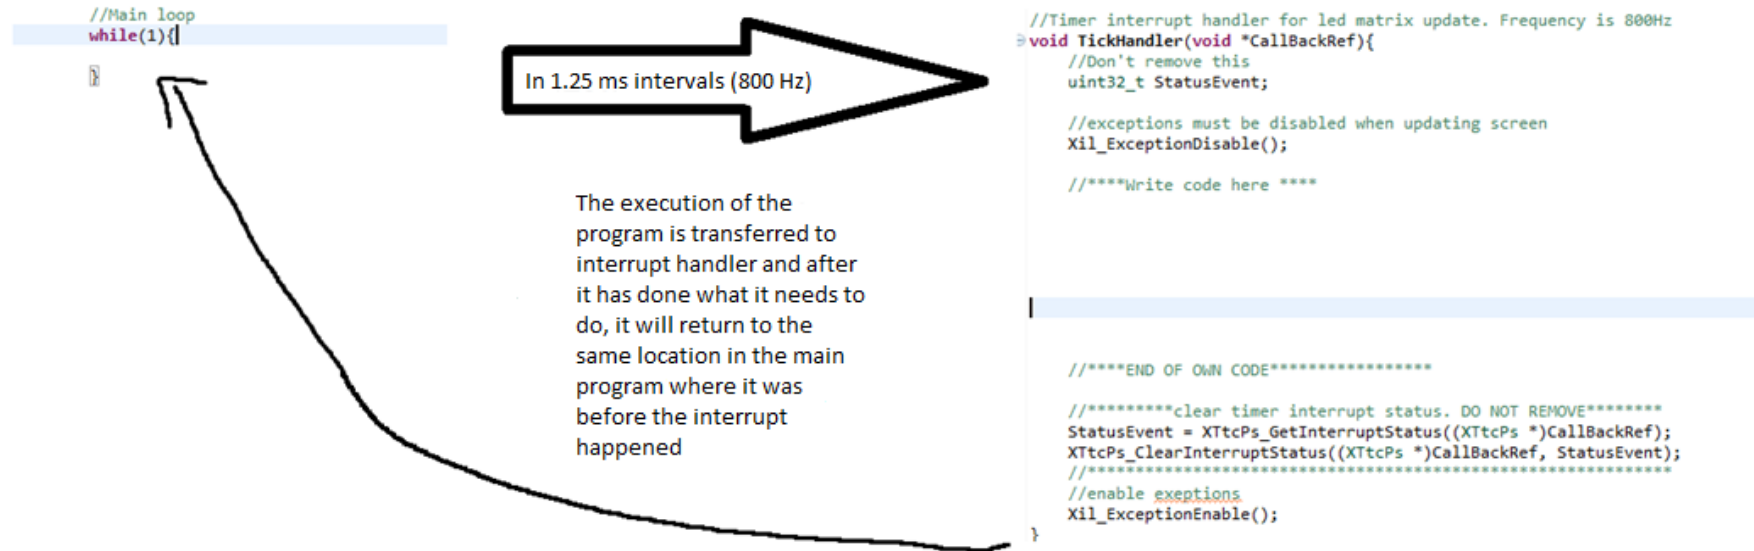 //Main loop
while(1){
}
In 1.25 ms intervals (800 Hz)
The execution of the
program is transferred to
interrupt handler and after
it has done what it needs to
do, it will return to the
same location in the main
program where it was
before the interrupt
happened
//Timer interrupt handler for led matrix update. Frequency is 800Hz
void TickHandler(void *CallBackRef){
//Don't remove this
uint32_t StatusEvent;
//exceptions must be disabled when updating screen
Xil_ExceptionDisable();
//****Write code here ****
//****END OF OWN CODE*****************
//*********clear timer interrupt status. DO NOT REMOVE********
StatusEvent = XTtcPs_GetInterruptStatus((XTtcPs *)CallBackRef);
XTtcPs_ClearInterruptStatus((XTtcPs *)CallBackRef, StatusEvent);
//*************************************************************
//enable exeptions
Xil_ExceptionEnable();
}